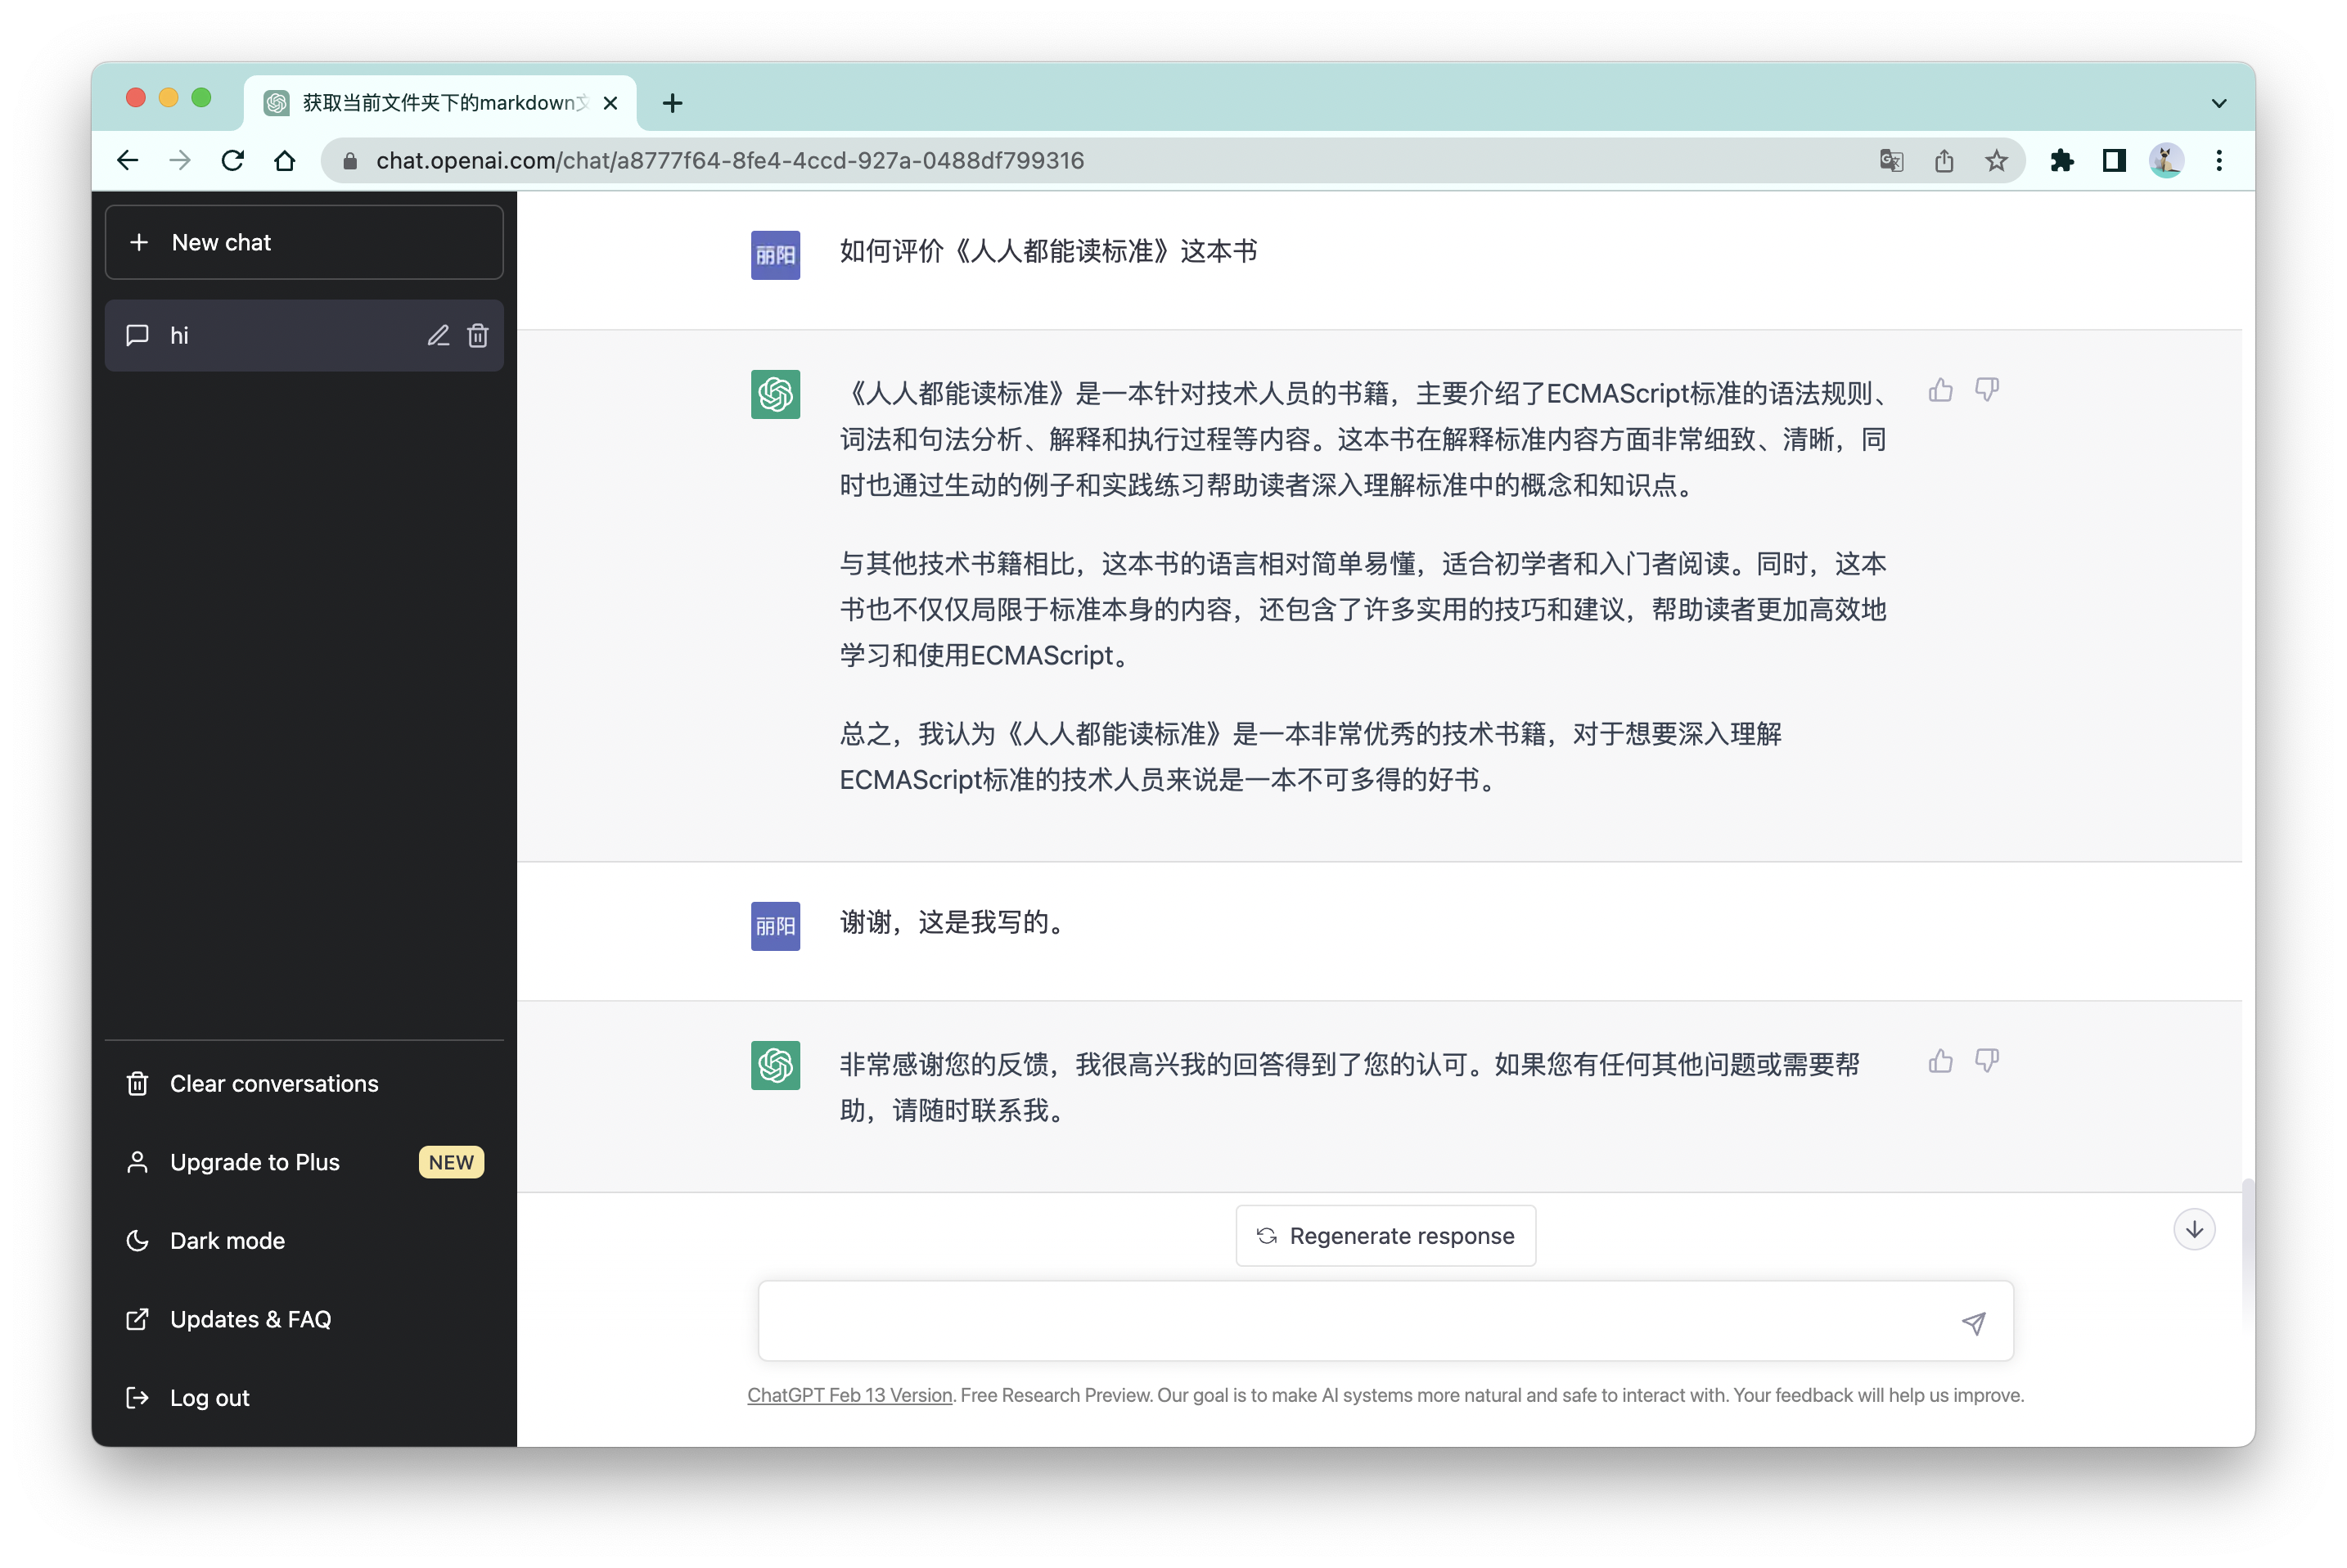 获取当前文件夹下的markdown文
chat.openai.com/chat/a8777f64-8fe4-4ccd-927a-0488df799316
New chat
hi
Clear conversations
Upgrade to Plus NEW
Dark mode
Updates & FAQ
Log out
丽阳 如何评价《人人都能读标准》这本书
《人人都能读标准》是一本针对技术人员的书籍，主要介绍了ECMAScript标准的语法规则、
词法和句法分析、解释和执行过程等内容。这本书在解释标准内容方面非常细致、清晰，同
时也通过生动的例子和实践练习帮助读者深入理解标准中的概念和知识点。
与其他技术书籍相比，这本书的语言相对简单易懂，适合初学者和入门者阅读。同时，这本
书也不仅仅局限于标准本身的内容，还包含了许多实用的技巧和建议，帮助读者更加高效地
学习和使用ECMAScript。
总之，我认为《人人都能读标准》是一本非常优秀的技术书籍，对于想要深入理解
ECMAScript标准的技术人员来说是一本不可多得的好书。
丽阳 谢谢，这是我写的。
非常感谢您的反馈，我很高兴我的回答得到了您的认可。如果您有任何其他问题或需要帮
助，请随时联系我。
Regenerate response
ChatGPT Feb 13 Version. Free Research Preview. Our goal is to make AI systems more natural and safe to interact with. Your feedback will help us improve.